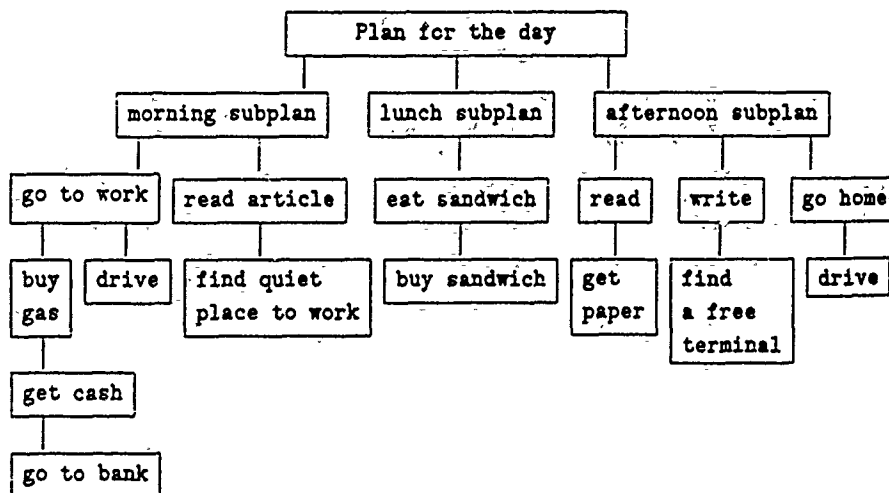 Plan for the day
morning subplan
lunch subplan
afternoon subplan
go to work
read article
eat sandwich
read
write
go home
buy
gas
drive
find quiet
place to work
buy sandwich
get
paper
find
a free
terminal
drive
get cash
go to bank